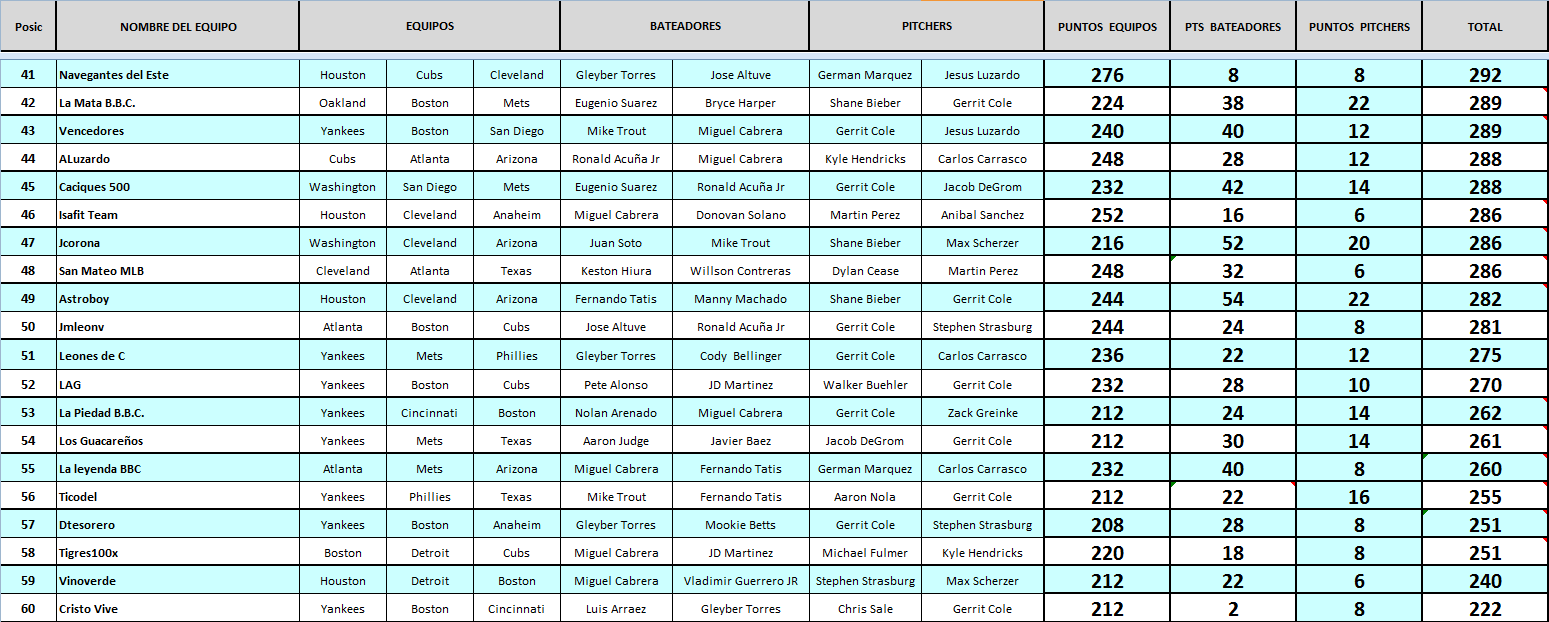 Posic NOMBRE DEL EQUIPO EQUIPOS BATEADORES PITCHERS PUNTOS EQUIPOS PTS BATEADORES PUNTOS PITCHERS TOTAL
41 Navegantes del Este Houston Cubs Cleveland Gleyber Torres Jose Altuve German Marquez Jesus Luzardo 276 8 8 292
42 La Mata B.B.C. Oakland Boston Mets Eugenio Suarez Bryce Harper Shane Bieber Gerrit Cole 224 38 22 289
43 Vencedores Yankees Boston San Diego Mike Trout Miguel Cabrera Gerrit Cole Jesus Luzardo 240 40 12 289
44 ALuzardo Cubs Atlanta Arizona Ronald Acuña Jr Miguel Cabrera Kyle Hendricks Carlos Carrasco 248 28 12 288
45 Caciques 500 Washington San Diego Mets Eugenio Suarez Ronald Acuña Jr Gerrit Cole Jacob DeGrom 232 42 14 288
46 Isafit Team Houston Cleveland Anaheim Miguel Cabrera Donovan Solano Martin Perez Anibal Sanchez 252 16 6 286
47 Jcorona Washington Cleveland Arizona Juan Soto Mike Trout Shane Bieber Max Scherzer 216 52 20 286
48 San Mateo MLB Cleveland Atlanta Texas Keston Hiura Willson Contreras Dylan Cease Martin Perez 248 32 6 286
49 Astroboy Houston Cleveland Arizona Fernando Tatis Manny Machado Shane Bieber Gerrit Cole 244 54 22 282
50 Jmleonv Atlanta Boston Cubs Jose Altuve Ronald Acuña Jr Gerrit Cole Stephen Strasburg 244 24 8 281
51 Leones de C Yankees Mets Phillies Gleyber Torres Cody Bellinger Gerrit Cole Carlos Carrasco 236 22 12 275
52 LAG Yankees Boston Cubs Pete Alonso JD Martinez Walker Buehler Gerrit Cole 232 28 10 270
53 La Piedad B.B.C. Yankees Cincinnati Boston Nolan Arenado Miguel Cabrera Gerrit Cole Zack Greinke 212 24 14 262
54 Los Guacareños Yankees Mets Texas Aaron Judge Javier Baez Jacob DeGrom Gerrit Cole 212 30 14 261
55 La leyenda BBC Atlanta Mets Arizona Miguel Cabrera Fernando Tatis German Marquez Carlos Carrasco 232 40 8 260
56 Ticodel Yankees Phillies Texas Mike Trout Fernando Tatis Aaron Nola Gerrit Cole 212 22 16 255
57 Dtesorero Yankees Boston Anaheim Gleyber Torres Mookie Betts Gerrit Cole Stephen Strasburg 208 28 8 251
58 Tigres100x Boston Detroit Cubs Miguel Cabrera JD Martinez Michael Fulmer Kyle Hendricks 220 18 8 251
59 Vinoverde Houston Detroit Boston Miguel Cabrera Vladimir Guerrero JR Stephen Strasburg Max Scherzer 212 22 6 240
60 Cristo Vive Yankees Boston Cincinnati Luis Arraez Gleyber Torres Chris Sale Gerrit Cole 212 2 8 222